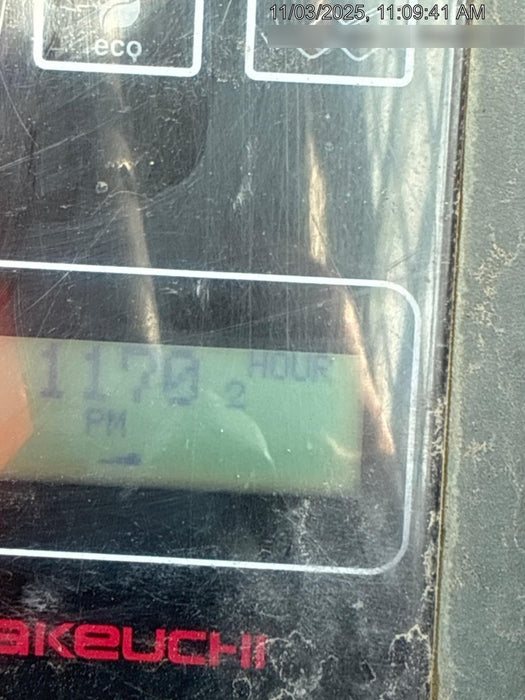 11/03/2025, 11:09:41 AM
eco
1170 2 HOUR
PM
AKEUCHI